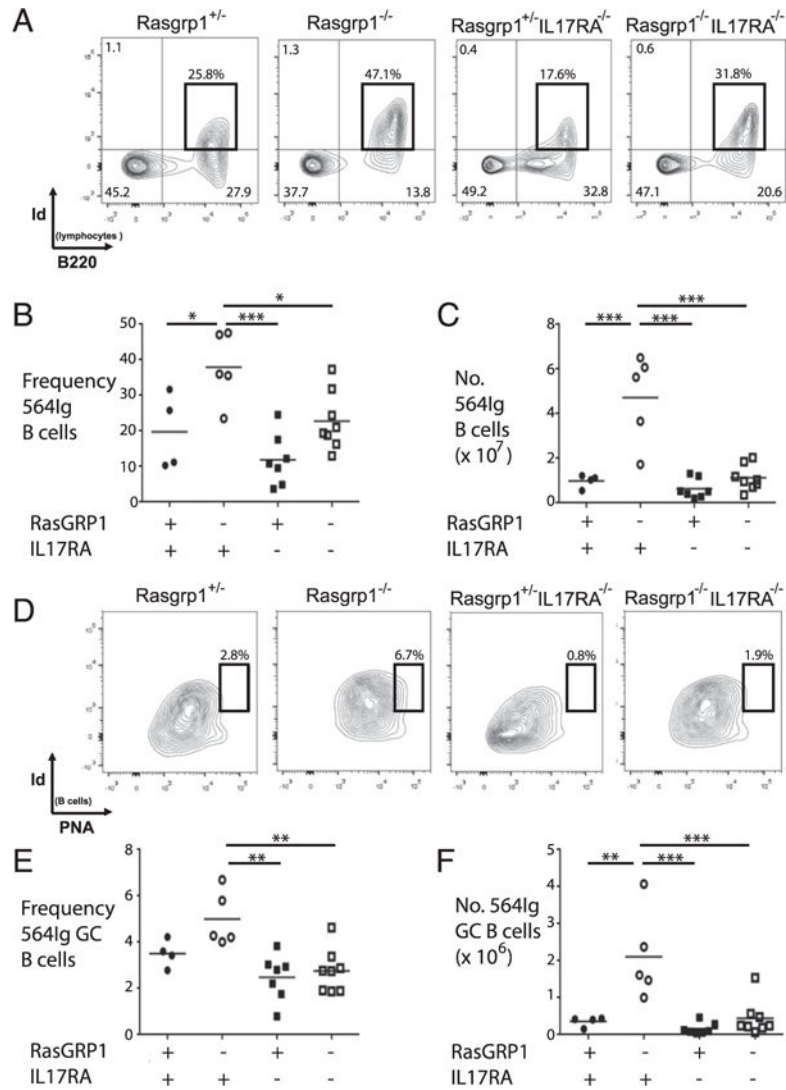 A
Rasgrp1+/-
Rasgrp1-/-
Rasgrp1+/-IL17RA-/-
Rasgrp1-/-IL17RA-/-
1.1
25.8%
45.2
27.9
1.3
47.1%
37.7
13.8
0.4
17.6%
49.2
32.8
0.6
31.8%
47.1
20.6
Id
(lymphocytes )
B220
B
Frequency
564Ig
B cells
50
40
30
20
10
0
*
***
*
RasGRP1 + - + -
IL17RA + + - -
C
No.
564Ig
B cells
(x 10^7)
8
6
4
2
0
***
***
***
RasGRP1 + - + -
IL17RA + + - -
D
Rasgrp1+/-
Rasgrp1-/-
Rasgrp1+/-IL17RA-/-
Rasgrp1-/-IL17RA-/-
2.8%
6.7%
0.8%
1.9%
Id
(B cells)
PNA
E
Frequency
564Ig GC
B cells
8
6
4
2
0
**
**
RasGRP1 + - + -
IL17RA + + - -
F
No. 564Ig
GC B cells
(x 10^6)
5
4
3
2
1
0
**
***
***
RasGRP1 + - + -
IL17RA + + - -